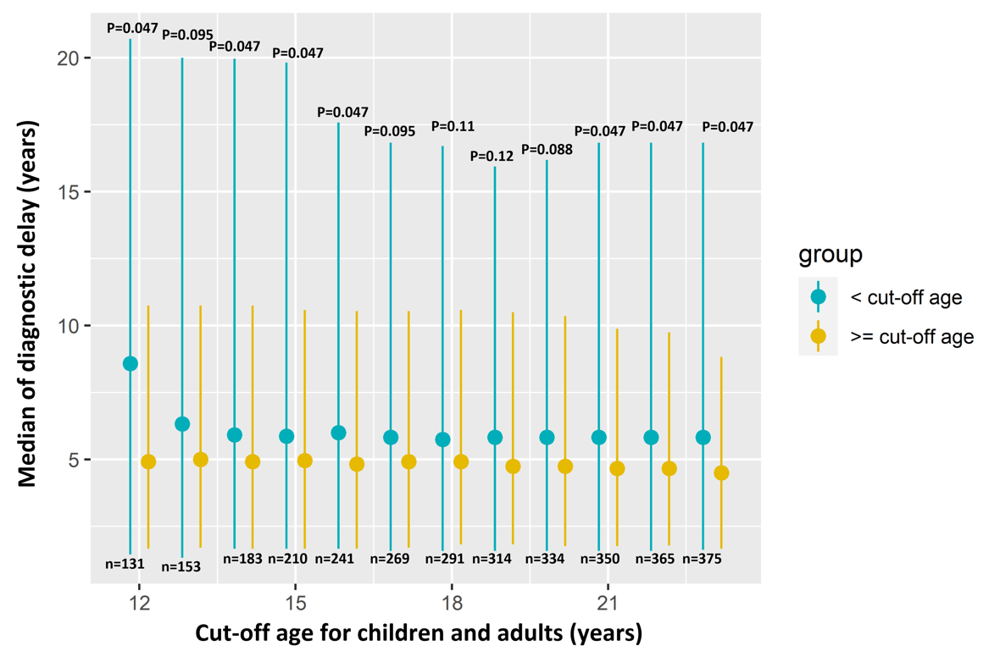 P=0.047
P=0.095
P=0.047
P=0.047
P=0.047
P=0.095
P=0.11
P=0.12
P=0.088
P=0.047
P=0.047
P=0.047
20
15
10
5
Median of diagnostic delay (years)
n=131
n=153
n=183
n=210
n=241
n=269
n=291
n=314
n=334
n=350
n=365
n=375
12
15
18
21
Cut-off age for children and adults (years)
group
< cut-off age
>= cut-off age